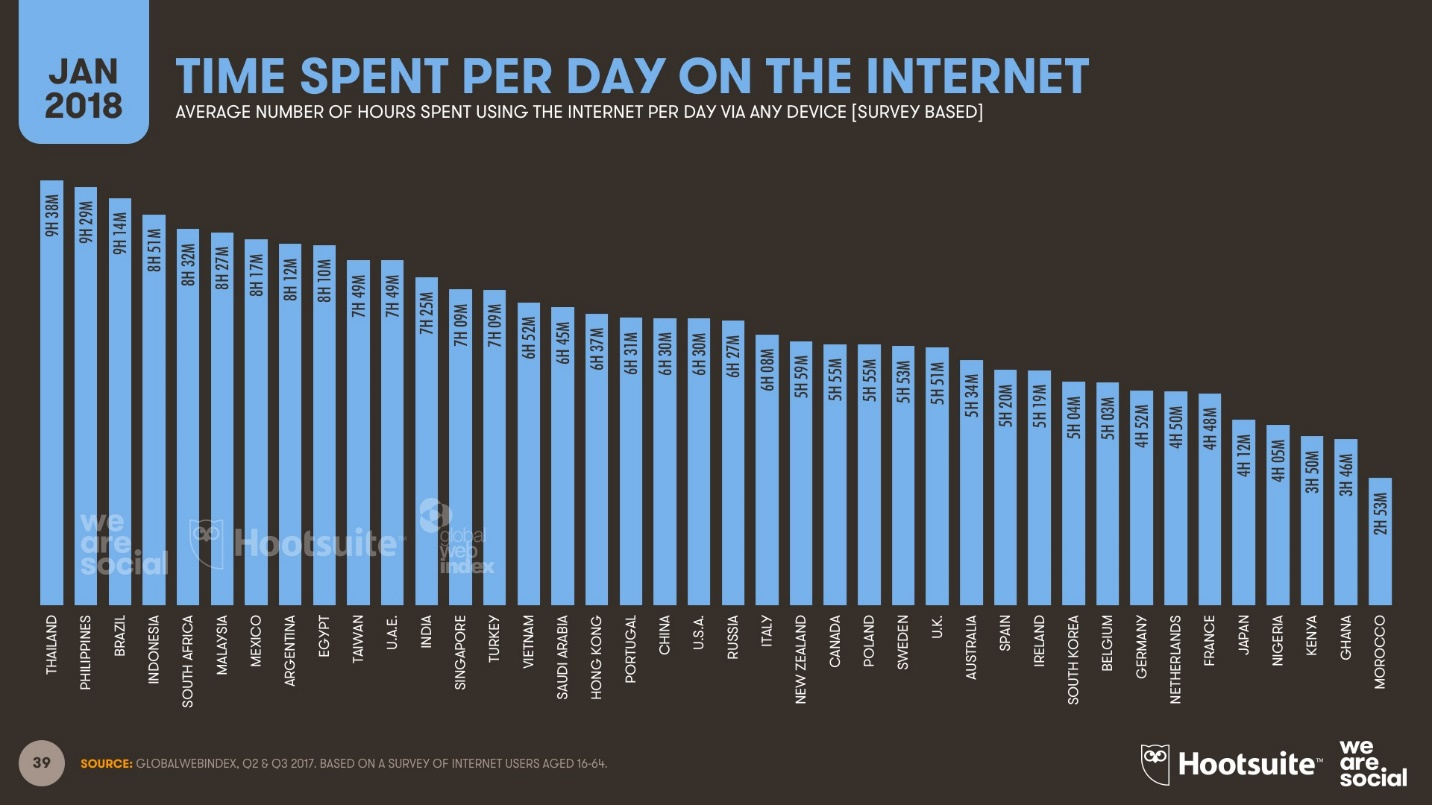 JAN
2018
TIME SPENT PER DAY ON THE INTERNET
AVERAGE NUMBER OF HOURS SPENT USING THE INTERNET PER DAY VIA ANY DEVICE [SURVEY BASED]
9H 38M
9H 29M
9H 14M
8H 51M
8H 32M
8H 27M
8H 17M
8H 12M
8H 10M
7H 49M
7H 49M
7H 25M
7H 09M
7H 09M
6H 52M
6H 45M
6H 37M
6H 31M
6H 30M
6H 30M
6H 27M
6H 08M
5H 59M
5H 55M
5H 55M
5H 53M
5H 51M
5H 34M
5H 20M
5H 19M
5H 04M
5H 03M
4H 52M
4H 50M
4H 48M
4H 12M
4H 05M
3H 50M
3H 46M
2H 53M
we
are
social
Hootsuite™
global
web
index
THAILAND
PHILIPPINES
BRAZIL
INDONESIA
SOUTH AFRICA
MALAYSIA
MEXICO
ARGENTINA
EGYPT
TAIWAN
U.A.E.
INDIA
SINGAPORE
TURKEY
VIETNAM
SAUDI ARABIA
HONG KONG
PORTUGAL
CHINA
U.S.A.
RUSSIA
ITALY
NEW ZEALAND
CANADA
POLAND
SWEDEN
U.K.
AUSTRALIA
SPAIN
IRELAND
SOUTH KOREA
BELGIUM
GERMANY
NETHERLANDS
FRANCE
JAPAN
NIGERIA
KENYA
GHANA
MOROCCO
39
SOURCE: GLOBALWEBINDEX, Q2 & Q3 2017. BASED ON A SURVEY OF INTERNET USERS AGED 16-64.
Hootsuite™
we
are
social